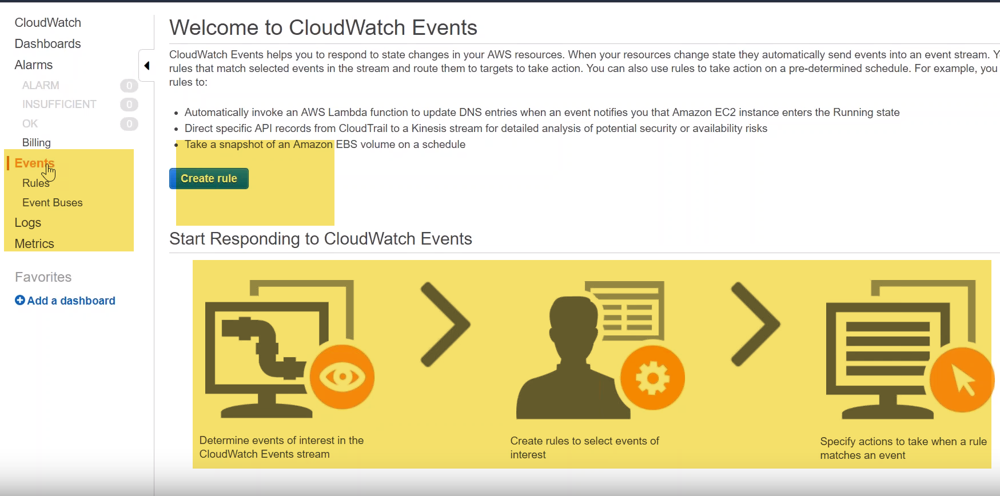 CloudWatch
Dashboards
Alarms
ALARM 0
INSUFFICIENT 0
OK 0
Billing
Events
Rules
Event Buses
Logs
Metrics
Favorites
Add a dashboard
Welcome to CloudWatch Events
CloudWatch Events helps you to respond to state changes in your AWS resources. When your resources change state they automatically send events into an event stream. Y
rules that match selected events in the stream and route them to targets to take action. You can also use rules to take action on a pre-determined schedule. For example, you
rules to:
• Automatically invoke an AWS Lambda function to update DNS entries when an event notifies you that Amazon EC2 instance enters the Running state
• Direct specific API records from CloudTrail to a Kinesis stream for detailed analysis of potential security or availability risks
• Take a snapshot of an Amazon EBS volume on a schedule
Create rule
Start Responding to CloudWatch Events
Determine events of interest in the
CloudWatch Events stream
Create rules to select events of
interest
Specify actions to take when a rule
matches an event